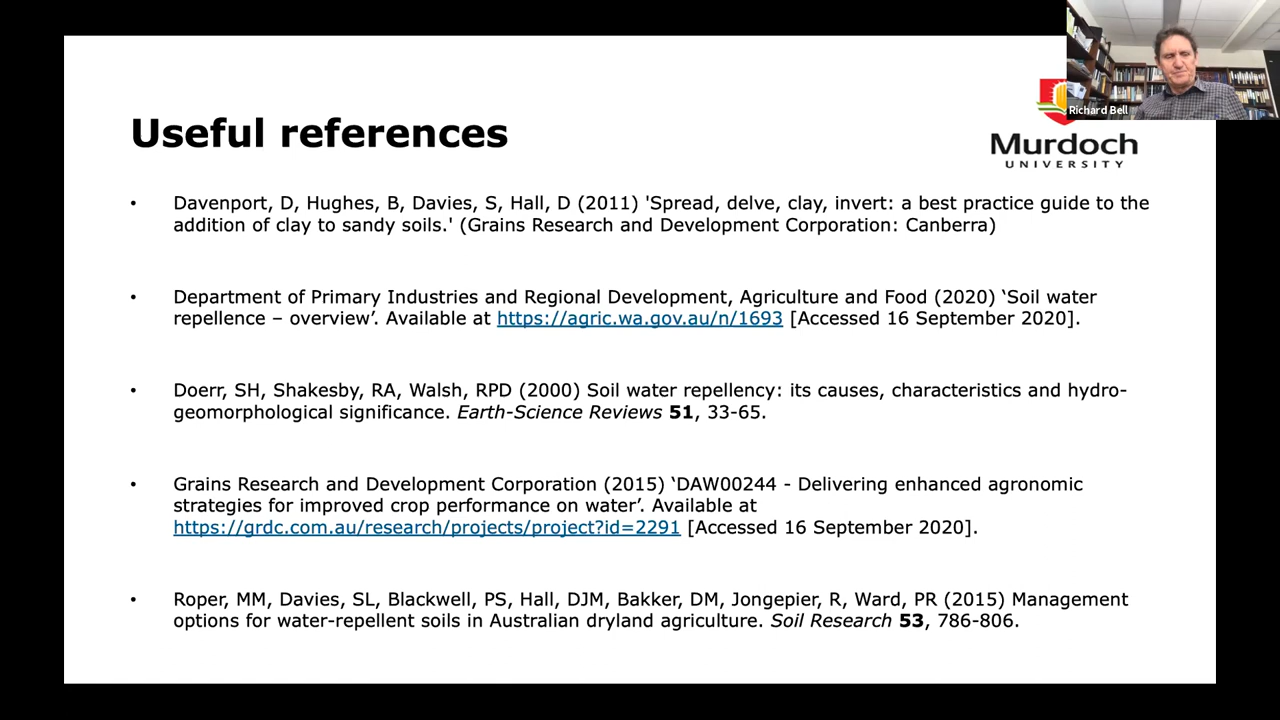 Richard Bell
Useful references
Murdoch
UNIVERSITY
• Davenport, D, Hughes, B, Davies, S, Hall, D (2011) 'Spread, delve, clay, invert: a best practice guide to the
addition of clay to sandy soils.' (Grains Research and Development Corporation: Canberra)
• Department of Primary Industries and Regional Development, Agriculture and Food (2020) ‘Soil water
repellence – overview’. Available at https://agric.wa.gov.au/n/1693 [Accessed 16 September 2020].
• Doerr, SH, Shakesby, RA, Walsh, RPD (2000) Soil water repellency: its causes, characteristics and hydro-
geomorphological significance. Earth-Science Reviews 51, 33-65.
• Grains Research and Development Corporation (2015) ‘DAW00244 - Delivering enhanced agronomic
strategies for improved crop performance on water’. Available at
https://grdc.com.au/research/projects/project?id=2291 [Accessed 16 September 2020].
• Roper, MM, Davies, SL, Blackwell, PS, Hall, DJM, Bakker, DM, Jongepier, R, Ward, PR (2015) Management
options for water-repellent soils in Australian dryland agriculture. Soil Research 53, 786-806.